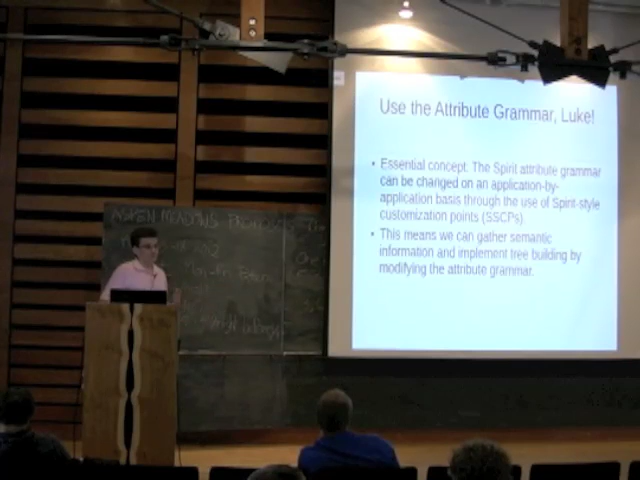 Use the Attribute Grammar, Luke!
• Essential concept. The Spirit attribute grammar
can be changed on an application-by-
application basis through the use of Spirit-style
customization points (SSCPs).
• This means we can gather semantic
information and implement tree building by
modifying the attribute grammar.
ASPEN MEADOWS